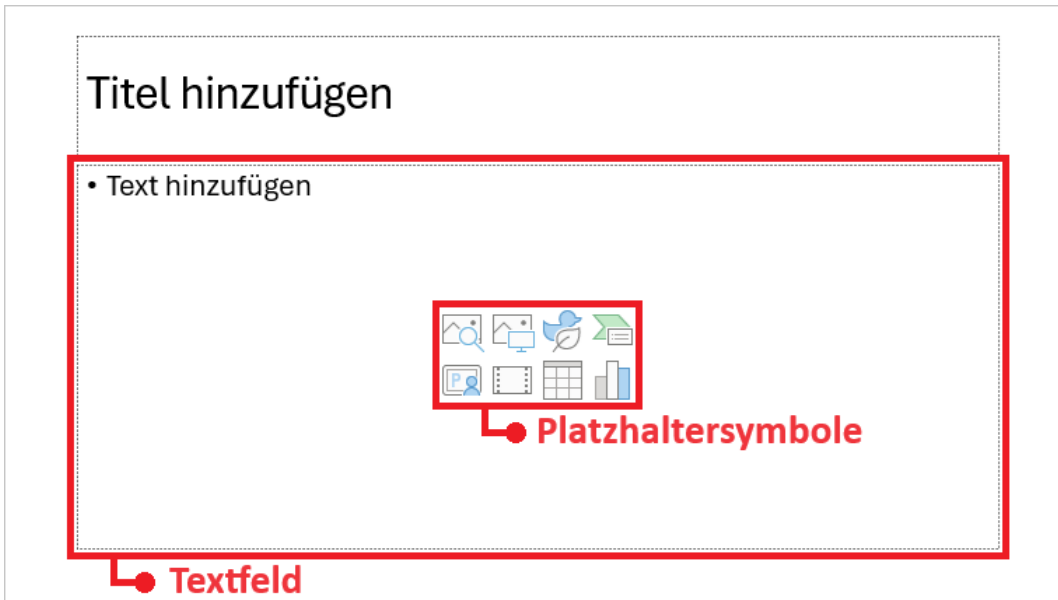 Titel hinzufügen
• Text hinzufügen
P
Platzhaltersymbole
Textfeld